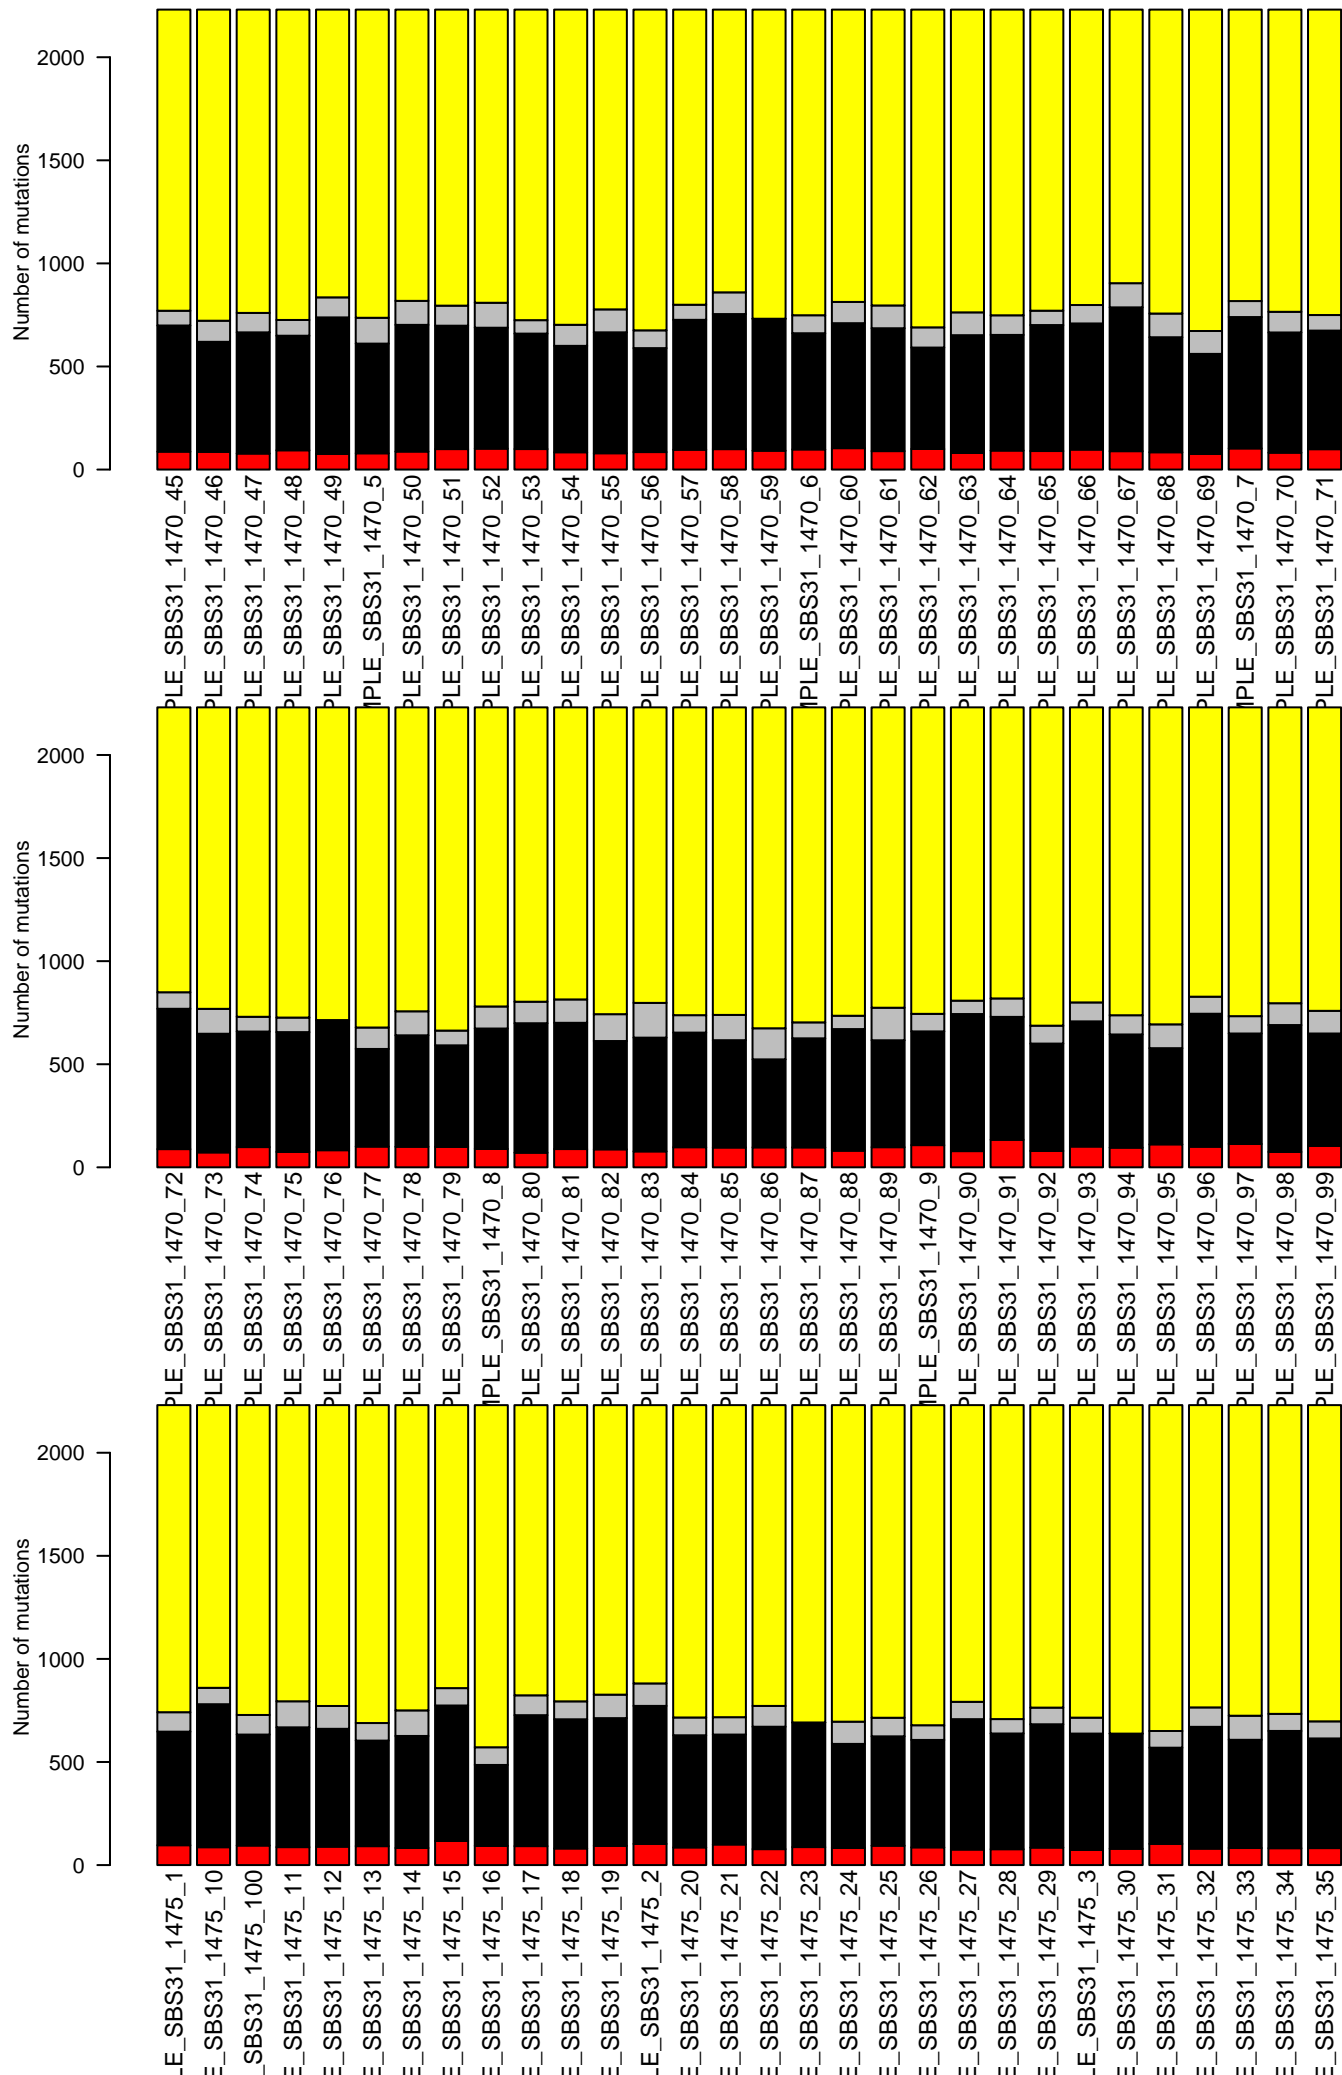 Number of mutations
2000
1500
1000
500
0
PLE_SBS31_1470_45
PLE_SBS31_1470_46
PLE_SBS31_1470_47
PLE_SBS31_1470_48
PLE_SBS31_1470_49
MPLE_SBS31_1470_5
PLE_SBS31_1470_50
PLE_SBS31_1470_51
PLE_SBS31_1470_52
PLE_SBS31_1470_53
PLE_SBS31_1470_54
PLE_SBS31_1470_55
PLE_SBS31_1470_56
PLE_SBS31_1470_57
PLE_SBS31_1470_58
PLE_SBS31_1470_59
MPLE_SBS31_1470_6
PLE_SBS31_1470_60
PLE_SBS31_1470_61
PLE_SBS31_1470_62
PLE_SBS31_1470_63
PLE_SBS31_1470_64
PLE_SBS31_1470_65
PLE_SBS31_1470_66
PLE_SBS31_1470_67
PLE_SBS31_1470_68
PLE_SBS31_1470_69
MPLE_SBS31_1470_7
PLE_SBS31_1470_70
PLE_SBS31_1470_71
Number of mutations
2000
1500
1000
500
0
PLE_SBS31_1470_72
PLE_SBS31_1470_73
PLE_SBS31_1470_74
PLE_SBS31_1470_75
PLE_SBS31_1470_76
PLE_SBS31_1470_77
PLE_SBS31_1470_78
PLE_SBS31_1470_79
MPLE_SBS31_1470_8
PLE_SBS31_1470_80
PLE_SBS31_1470_81
PLE_SBS31_1470_82
PLE_SBS31_1470_83
PLE_SBS31_1470_84
PLE_SBS31_1470_85
PLE_SBS31_1470_86
PLE_SBS31_1470_87
PLE_SBS31_1470_88
PLE_SBS31_1470_89
MPLE_SBS31_1470_9
PLE_SBS31_1470_90
PLE_SBS31_1470_91
PLE_SBS31_1470_92
PLE_SBS31_1470_93
PLE_SBS31_1470_94
PLE_SBS31_1470_95
PLE_SBS31_1470_96
PLE_SBS31_1470_97
PLE_SBS31_1470_98
PLE_SBS31_1470_99
Number of mutations
2000
1500
1000
500
0
LE_SBS31_1475_1
E_SBS31_1475_10
_SBS31_1475_100
E_SBS31_1475_11
E_SBS31_1475_12
E_SBS31_1475_13
E_SBS31_1475_14
E_SBS31_1475_15
E_SBS31_1475_16
E_SBS31_1475_17
E_SBS31_1475_18
E_SBS31_1475_19
LE_SBS31_1475_2
E_SBS31_1475_20
E_SBS31_1475_21
E_SBS31_1475_22
E_SBS31_1475_23
E_SBS31_1475_24
E_SBS31_1475_25
E_SBS31_1475_26
E_SBS31_1475_27
E_SBS31_1475_28
E_SBS31_1475_29
LE_SBS31_1475_3
E_SBS31_1475_30
E_SBS31_1475_31
E_SBS31_1475_32
E_SBS31_1475_33
E_SBS31_1475_34
E_SBS31_1475_35